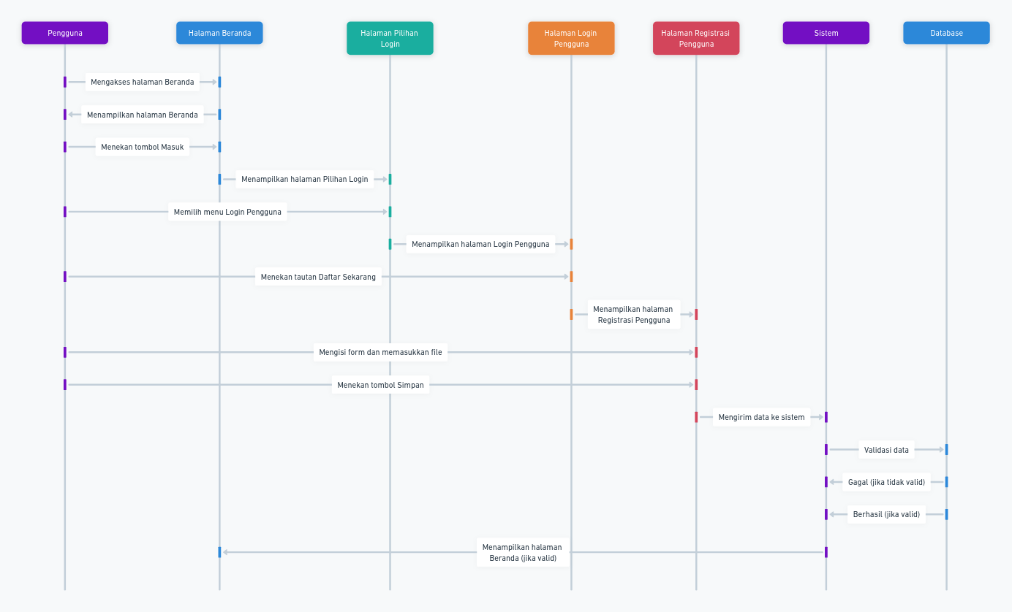 Pengguna
Halaman Beranda
Halaman Pilihan
Login
Halaman Login
Pengguna
Halaman Registrasi
Pengguna
Sistem
Database
Mengakses halaman Beranda
Menampilkan halaman Beranda
Menekan tombol Masuk
Menampilkan halaman Pilihan Login
Memilih menu Login Pengguna
Menampilkan halaman Login Pengguna
Menekan tautan Daftar Sekarang
Menampilkan halaman
Registrasi Pengguna
Mengisi form dan memasukkan file
Menekan tombol Simpan
Mengirim data ke sistem
Validasi data
Gagal (jika tidak valid)
Berhasil (jika valid)
Menampilkan halaman
Beranda (jika valid)